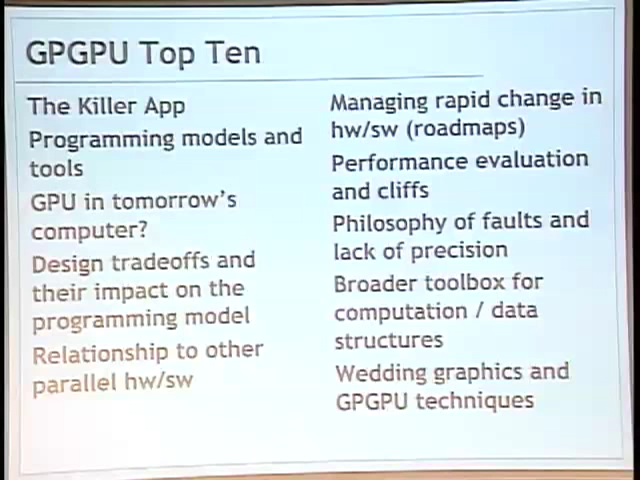 GPGPU Top Ten
The Killer App
Programming models and
tools
GPU in tomorrow's
computer?
Design tradeoffs and
their impact on the
programming model
Relationship to other
parallel hw/sw
Managing rapid change in
hw/sw (roadmaps)
Performance evaluation
and cliffs
Philosophy of faults and
lack of precision
Broader toolbox for
computation / data
structures
Wedding graphics and
GPGPU techniques